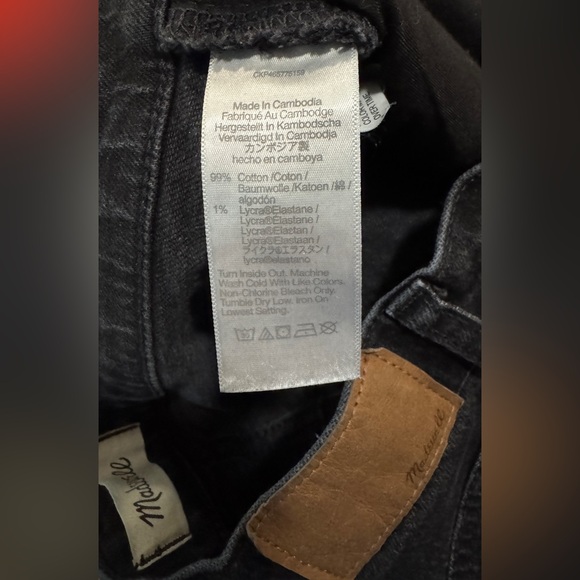 Made In Cambodia
Fabriqué Au Cambodge
Hergestellt In Kambodscha
Vervaardigd In Cambodja
カンボジア製
hecho en camboya
99% Cotton /Coton /
Baumwolle /Katoen /綿 /
algodón
1% Lycra®Elastane /
Lycra®Elastane /
Lycra®Elastan /
Lycra®Elastaan /
ライクラ®エラスタン /
lycra®elastano
Turn Inside Out. Machine
Wach Cold With Like Colors.
Non-Chlorine Bleach Only.
Tumble Dry Low. Iron On
Lowest Setting.
Madewell
Madewell